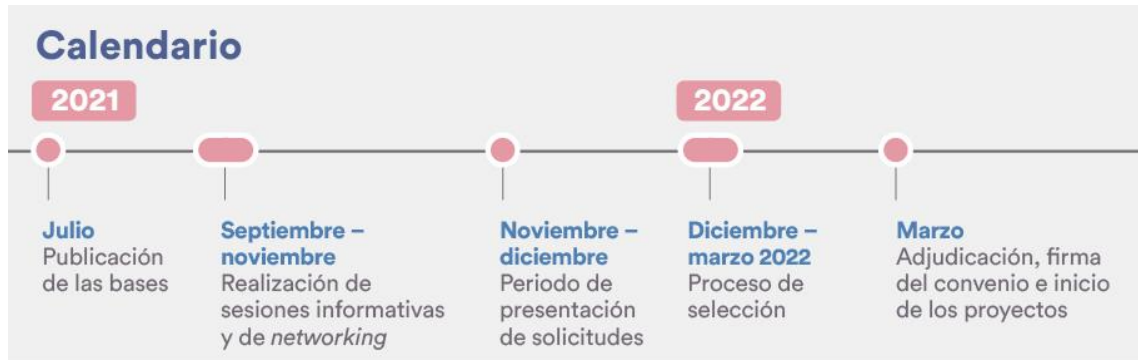 Calendario
2021
2022
Julio
Publicación
de las bases
Septiembre –
noviembre
Realización de
sesiones informativas
y de networking
Noviembre –
diciembre
Periodo de
presentación
de solicitudes
Diciembre –
marzo 2022
Proceso de
selección
Marzo
Adjudicación, firma
del convenio e inicio
de los proyectos